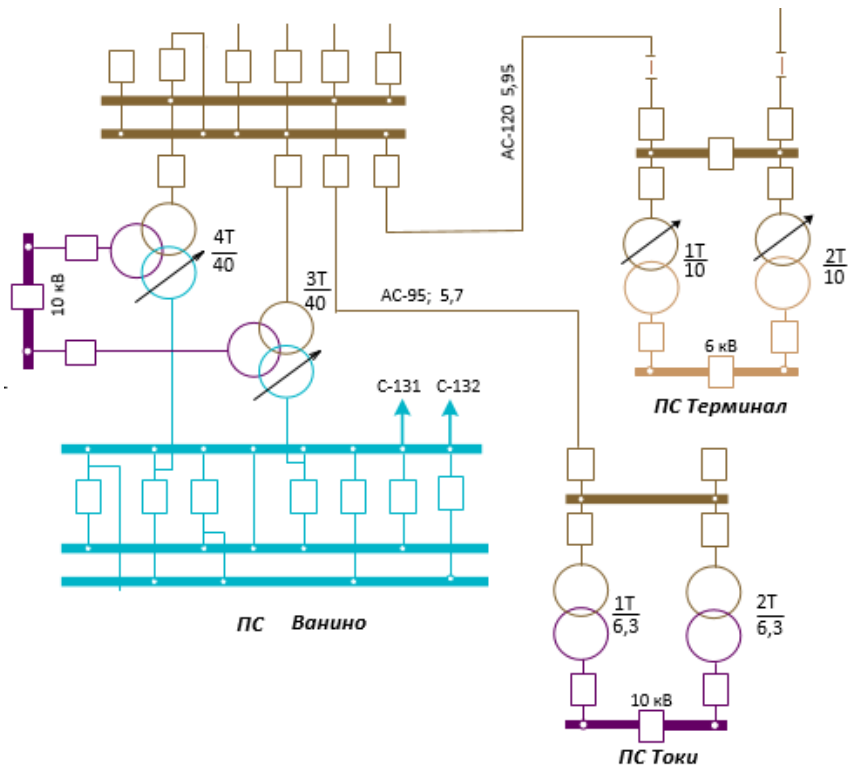 АС-120 5,95
4Т
40
10 кВ
3Т
40
1Т
10
2Т
10
АС-95; 5,7
6 кВ
ПС Терминал
С-131 С-132
ПС Ванино
1Т
6,3
2Т
6,3
10 кВ
ПС Токи